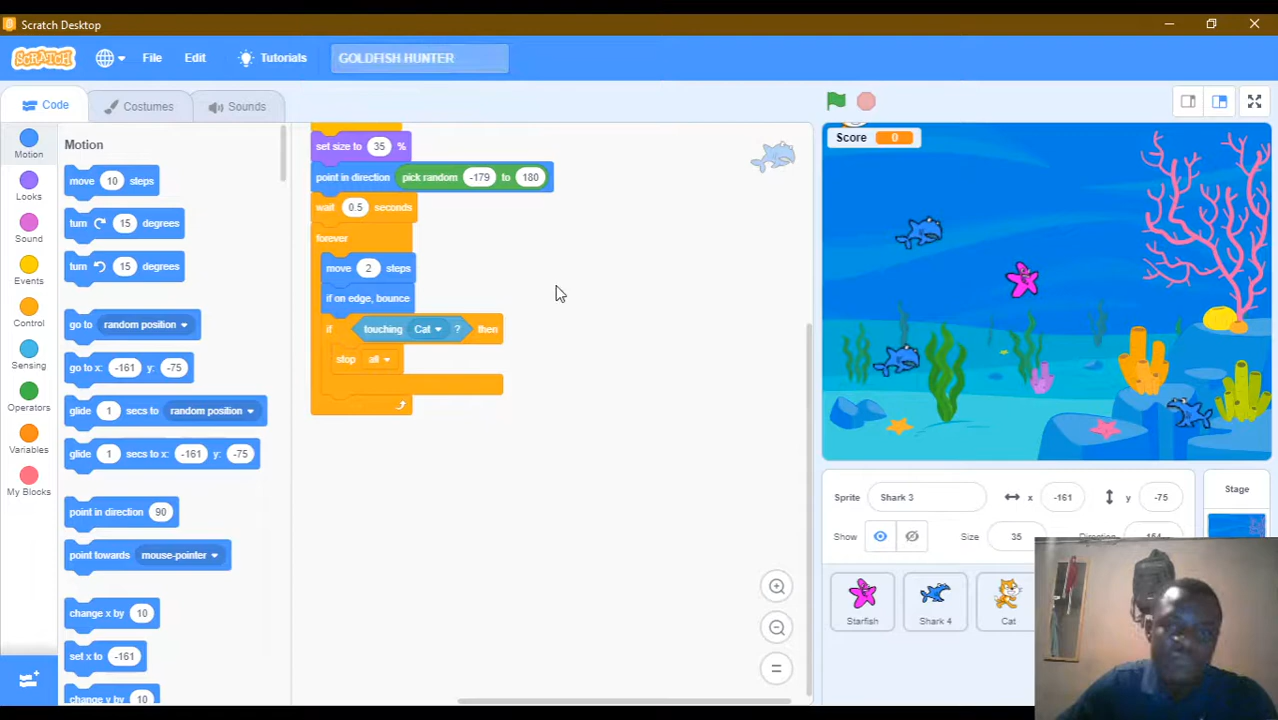 Scratch Desktop
SCRATCH File Edit Tutorials GOLDFISH HUNTER
Code Costumes Sounds
Motion
Looks
Sound
Events
Control
Sensing
Operators
Variables
My Blocks
Motion
move 10 steps
turn 15 degrees
turn 15 degrees
go to random position
go to x: -161 y: -75
glide 1 secs to random position
glide 1 secs to x: -161 y: -75
point in direction 90
point towards mouse-pointer
change x by 10
set x to -161
change y by 10
set size to 35 %
point in direction pick random -179 to 180
wait 0.5 seconds
forever
move 2 steps
if on edge, bounce
if touching Cat ? then
stop all
Score 0
Sprite Shark 3 x -161 y -75
Show Size 35
Stage
Starfish Shark 4 Cat